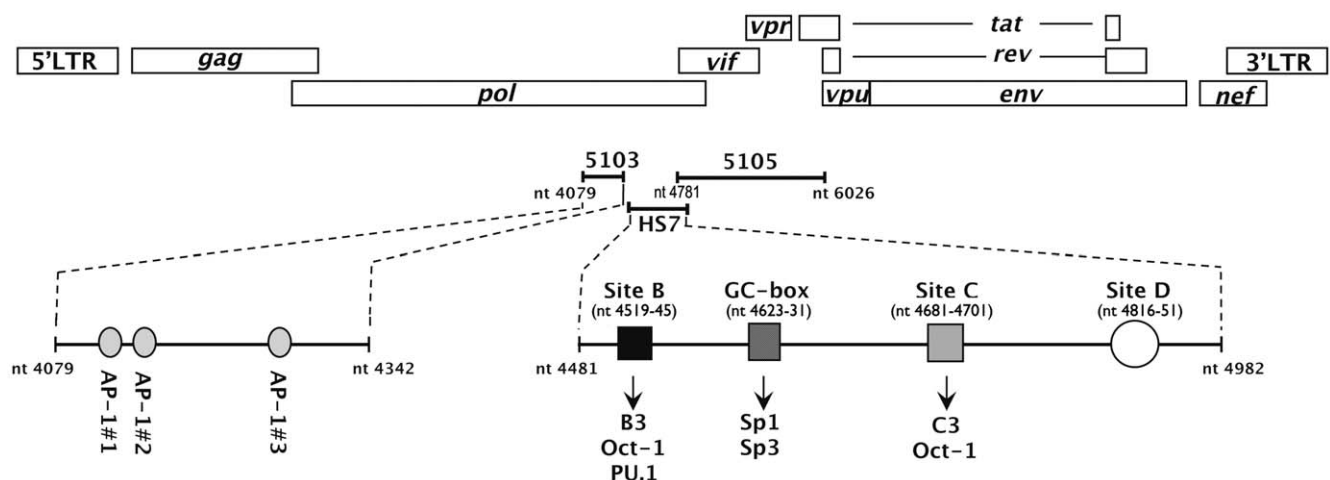 vpr tat
5'LTR gag vif rev 3'LTR
pol vpu env nef
5103 5105
nt 4079 nt 4781 nt 6026
HS7
Site B GC-box Site C Site D
(nt 4519-45) (nt 4623-31) (nt 4681-4701) (nt 4816-51)
nt 4079 nt 4342 nt 4481 nt 4982
AP-1#1
AP-1#2
AP-1#3
B3 Sp1 C3
Oct-1 Sp3 Oct-1
PU.1